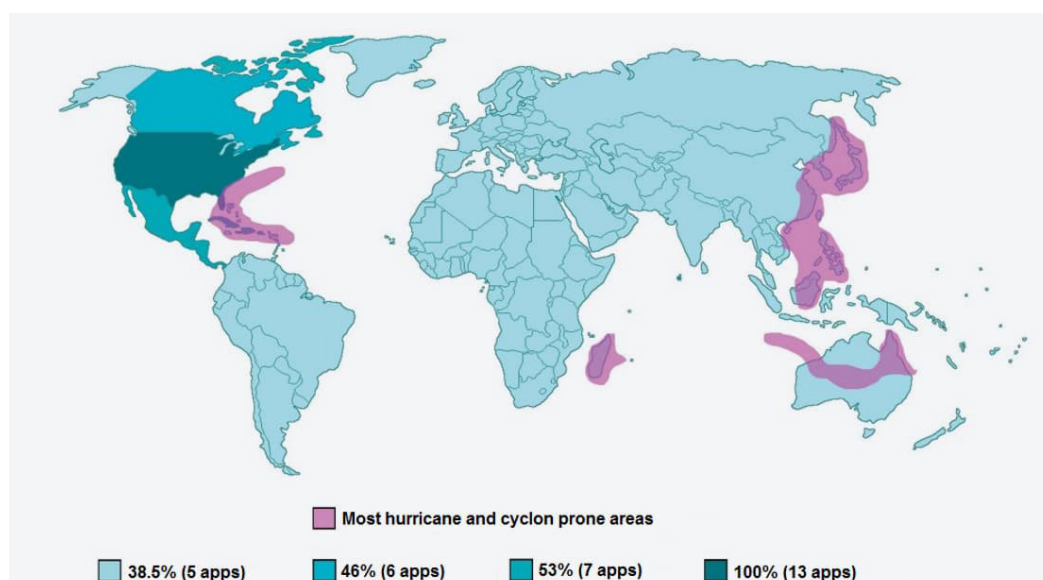 Most hurricane and cyclon prone areas
38.5% (5 apps) 46% (6 apps) 53% (7 apps) 100% (13 apps)